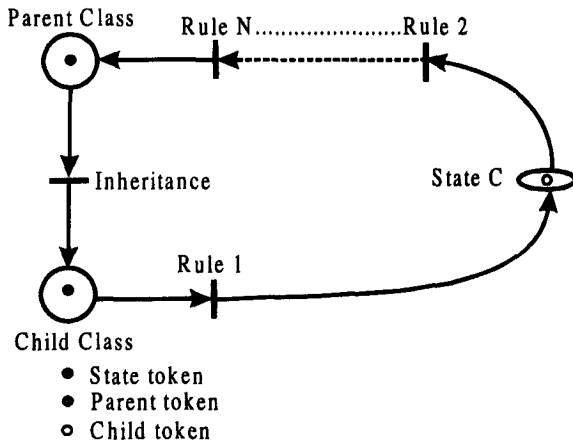 Parent Class
Rule N........................Rule 2
Inheritance
State C
Rule 1
Child Class
State token
Parent token
Child token